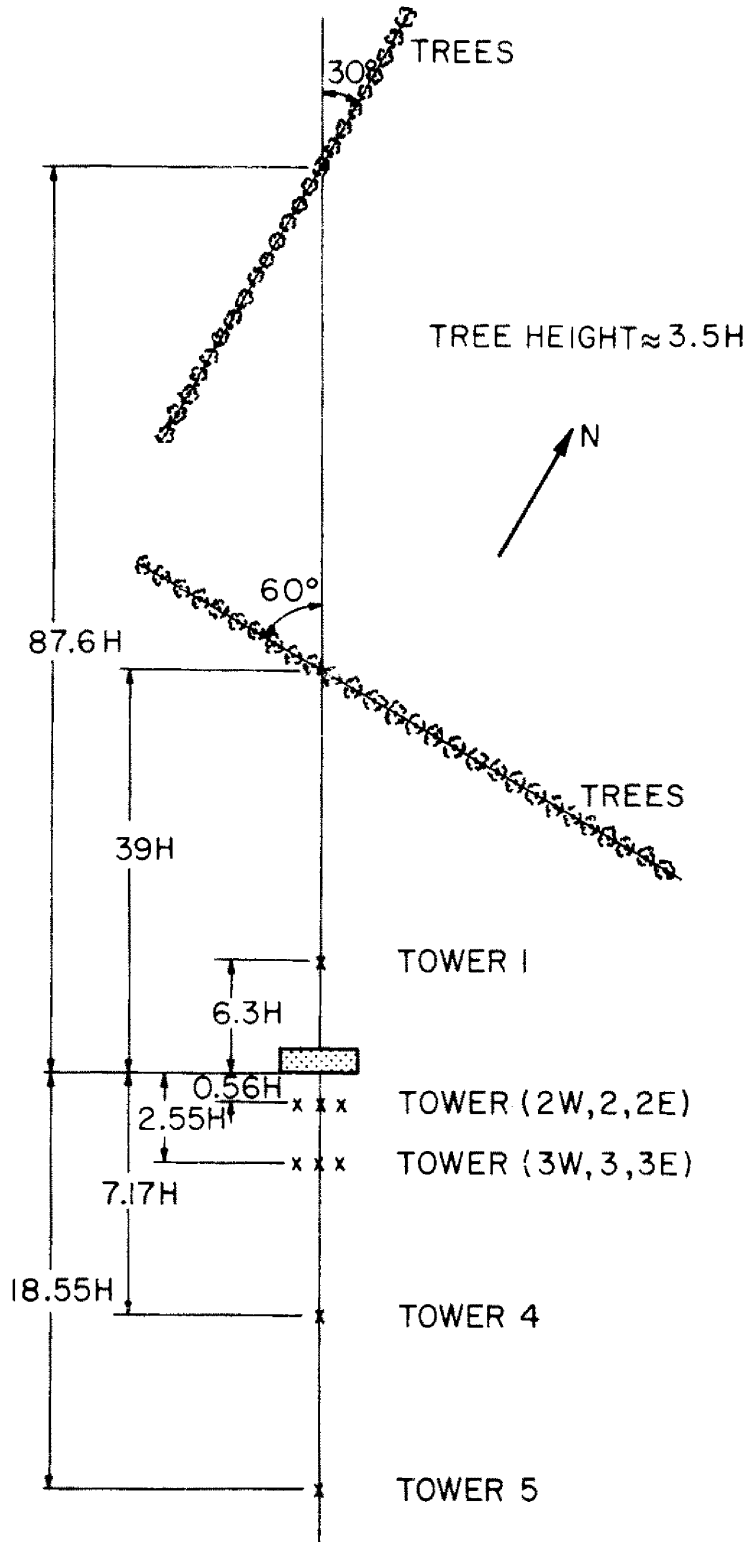 30°
TREES
TREE HEIGHT ≈ 3.5H
N
60°
87.6H
TREES
39H
TOWER 1
6.3H
0.56H
TOWER (2W, 2, 2E)
2.55H
TOWER (3W, 3, 3E)
7.17H
18.55H
TOWER 4
TOWER 5